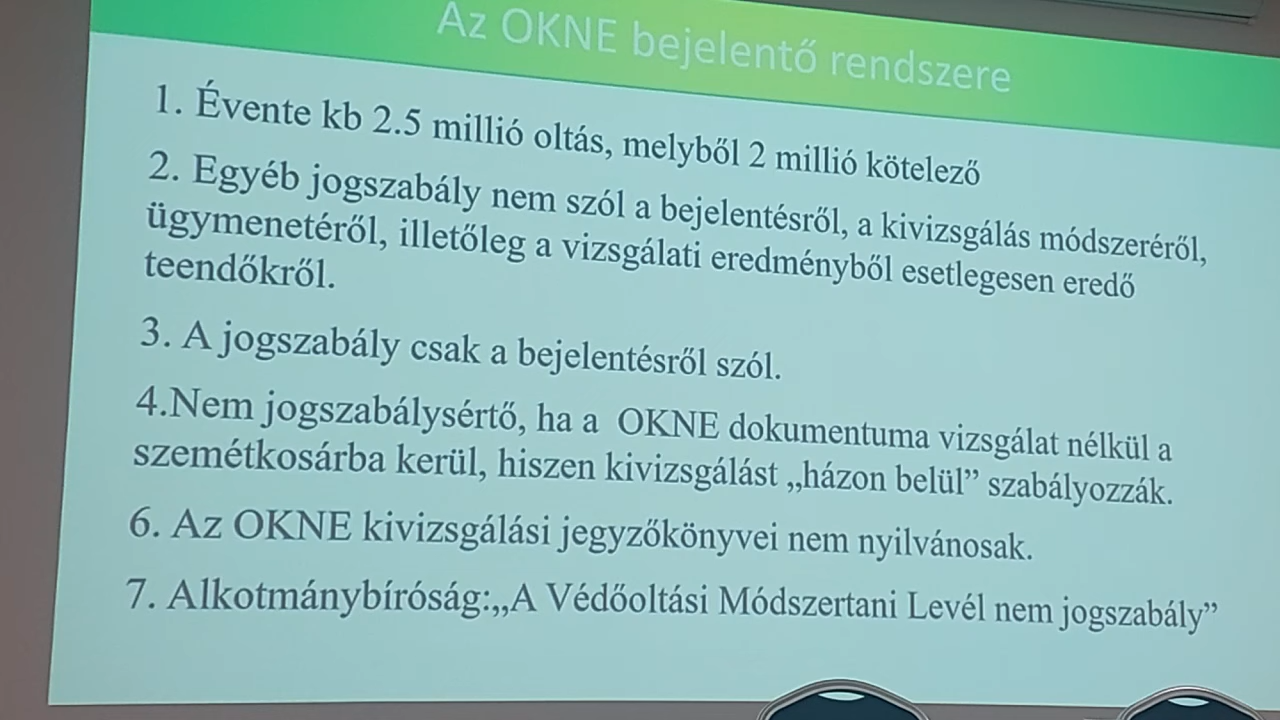 Az OKNE bejelentő rendszere
1. Évente kb 2.5 millió oltás, melyből 2 millió kötelező
2. Egyéb jogszabály nem szól a bejelentésről, a kivizsgálás módszeréről,
ügymenetéről, illetőleg a vizsgálati eredményből esetlegesen eredő
teendőkről.
3. A jogszabály csak a bejelentésről szól.
4.Nem jogszabálysértő, ha a OKNE dokumentuma vizsgálat nélkül a
szemétkosárba kerül, hiszen kivizsgálást „házon belül” szabályozzák.
6. Az OKNE kivizsgálási jegyzőkönyvei nem nyilvánosak.
7. Alkotmánybíróság:„A Védőoltási Módszertani Levél nem jogszabály”